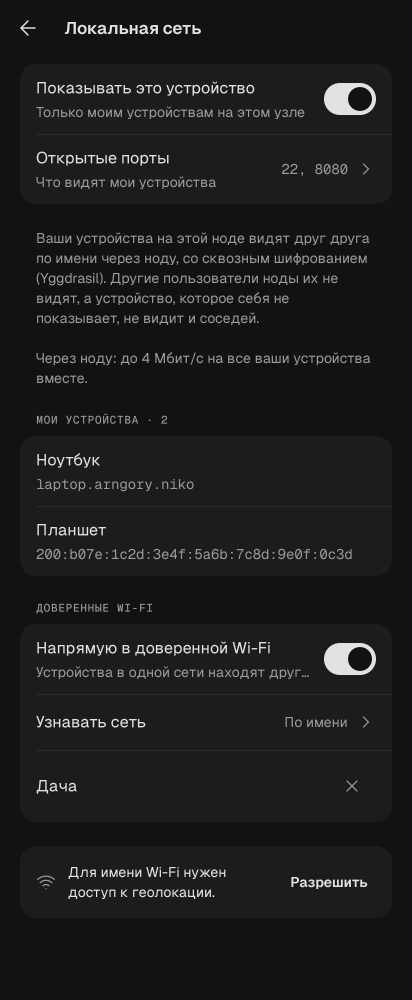 Локальная сеть
Показывать это устройство
Только моим устройствам на этом узле
Открытые порты
22, 8080
Что видят мои устройства
Ваши устройства на этой ноде видят друг друга
по имени через ноду, со сквозным шифрованием
(Yggdrasil). Другие пользователи ноды их не
видят, а устройство, которое себя не
показывает, не видит и соседей.
Через ноду: до 4 Мбит/с на все ваши устройства
вместе.
МОИ УСТРОЙСТВА · 2
Ноутбук
laptop.arngory.niko
Планшет
200:b07e:1c2d:3e4f:5a6b:7c8d:9e0f:0c3d
ДОВЕРЕННЫЕ WI-FI
Напрямую в доверенной Wi-Fi
Устройства в одной сети находят друг…
Узнавать сеть
По имени
Дача
Для имени Wi-Fi нужен
доступ к геолокации.
Разрешить